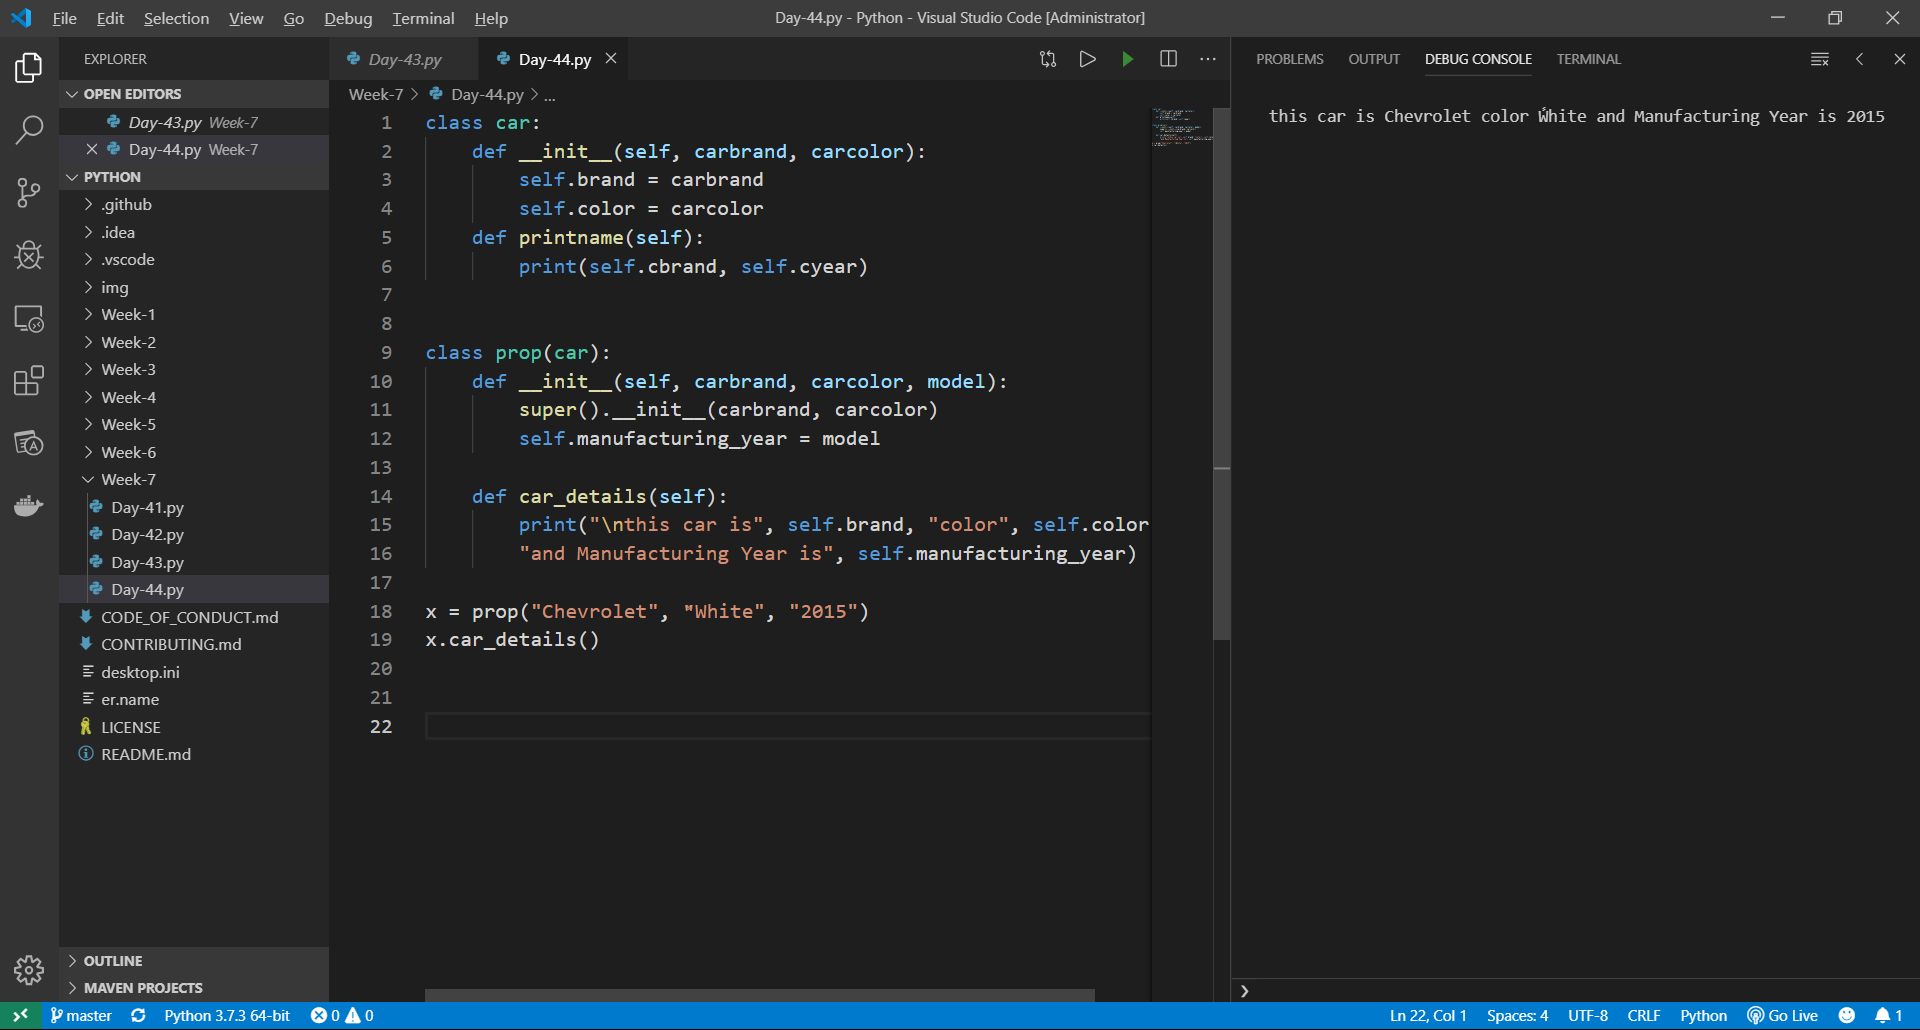 File Edit Selection View Go Debug Terminal Help
Day-44.py - Python - Visual Studio Code [Administrator]
EXPLORER
OPEN EDITORS
Day-43.py Week-7
Day-44.py Week-7
PYTHON
.github
.idea
.vscode
img
Week-1
Week-2
Week-3
Week-4
Week-5
Week-6
Week-7
Day-41.py
Day-42.py
Day-43.py
Day-44.py
CODE_OF_CONDUCT.md
CONTRIBUTING.md
desktop.ini
er.name
LICENSE
README.md
OUTLINE
MAVEN PROJECTS
Day-43.py
Day-44.py
Week-7 > Day-44.py > ...
1 class car:
2 def __init__(self, carbrand, carcolor):
3 self.brand = carbrand
4 self.color = carcolor
5 def printname(self):
6 print(self.cbrand, self.cyear)
7
8
9 class prop(car):
10 def __init__(self, carbrand, carcolor, model):
11 super().__init__(carbrand, carcolor)
12 self.manufacturing_year = model
13
14 def car_details(self):
15 print("\nthis car is", self.brand, "color", self.color
16 "and Manufacturing Year is", self.manufacturing_year)
17
18 x = prop("Chevrolet", "White", "2015")
19 x.car_details()
20
21
22
PROBLEMS OUTPUT DEBUG CONSOLE TERMINAL
this car is Chevrolet color White and Manufacturing Year is 2015
master Python 3.7.3 64-bit 0 0
Ln 22, Col 1 Spaces: 4 UTF-8 CRLF Python Go Live 1